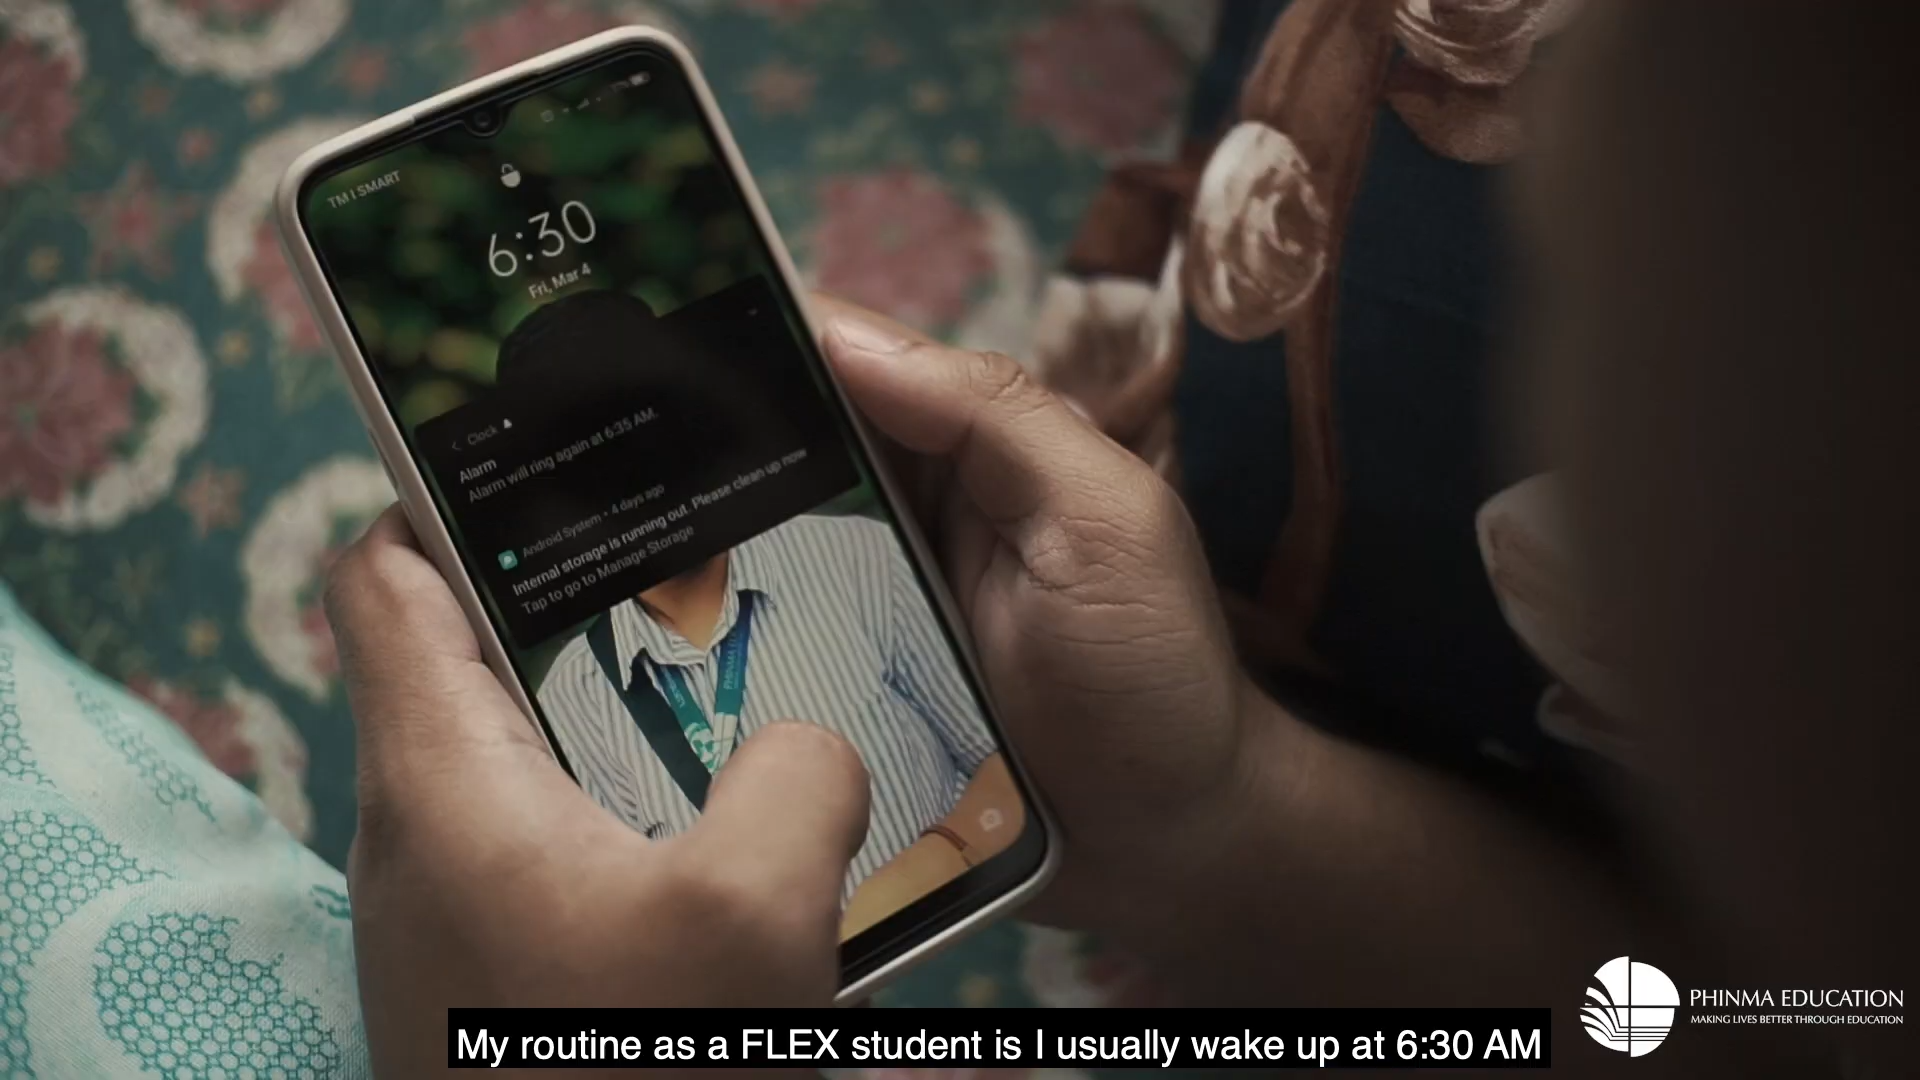 TM | SMART
6:30
Fri, Mar 4
Clock
Alarm
Alarm will ring again at 6:35 AM.
Android System • 4 days ago
Internal storage is running out. Please clean up now
Tap to go to Manage Storage
PHINMA
PHINMA EDUCATION
MAKING LIVES BETTER THROUGH EDUCATION
My routine as a FLEX student is I usually wake up at 6:30 AM